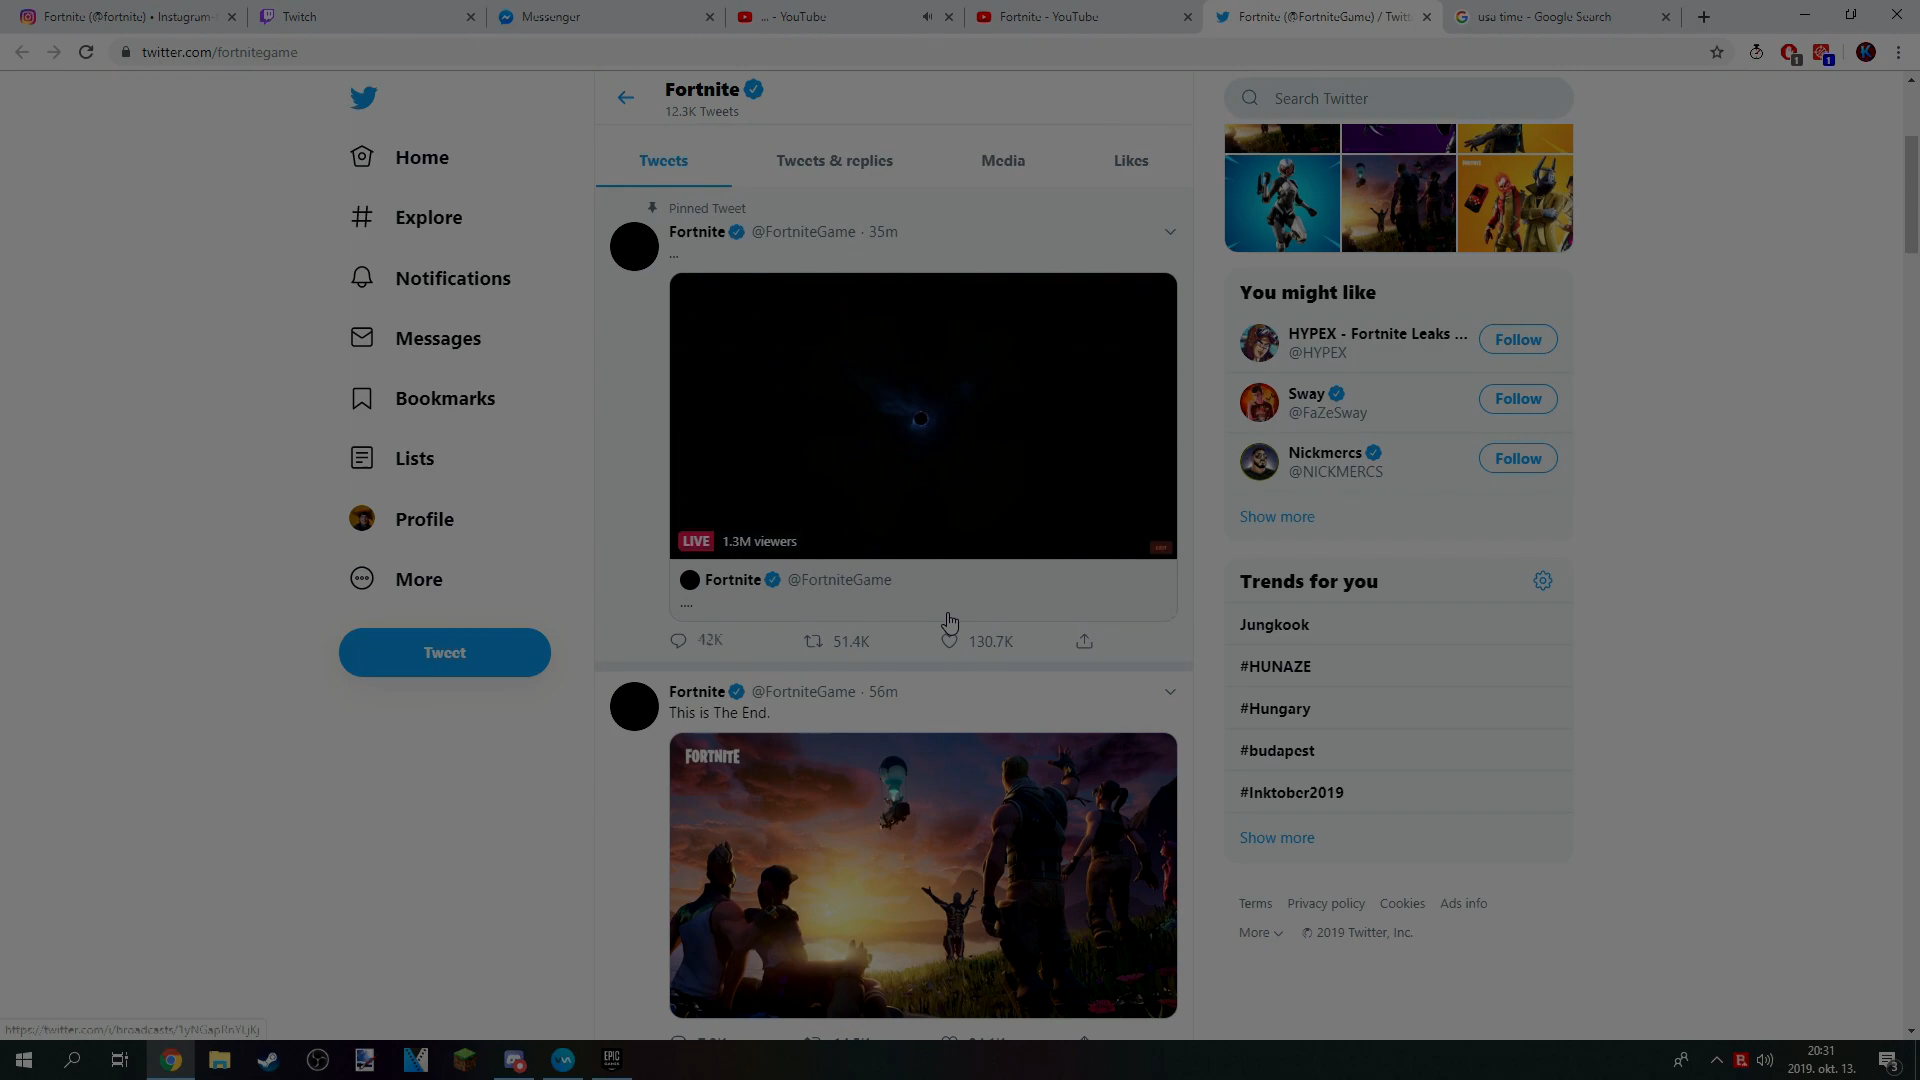 Fortnite (@fortnite) • Instagram
Twitch
Messenger
... - YouTube
Fortnite - YouTube
Fortnite (@FortniteGame) / Twitt
usa time - Google Search
twitter.com/fortnitegame
1
1
Fortnite
12.3K Tweets
Search Twitter
Home
Explore
Notifications
Messages
Bookmarks
Lists
Profile
More
Tweet
Tweets
Tweets & replies
Media
Likes
Pinned Tweet
Fortnite @FortniteGame · 35m
...
LIVE 1.3M viewers
Fortnite @FortniteGame
....
42K
51.4K
130.7K
Fortnite @FortniteGame · 56m
This is The End.
FORTNITE
You might like
HYPEX - Fortnite Leaks ...
@HYPEX
Follow
Sway
@FaZeSway
Follow
Nickmercs
@NICKMERCS
Follow
Show more
Trends for you
Jungkook
#HUNAZE
#Hungary
#budapest
#Inktober2019
Show more
Terms Privacy policy Cookies Ads info
More © 2019 Twitter, Inc.
EPIC
GAMES
20:31
2019. okt. 13.
3